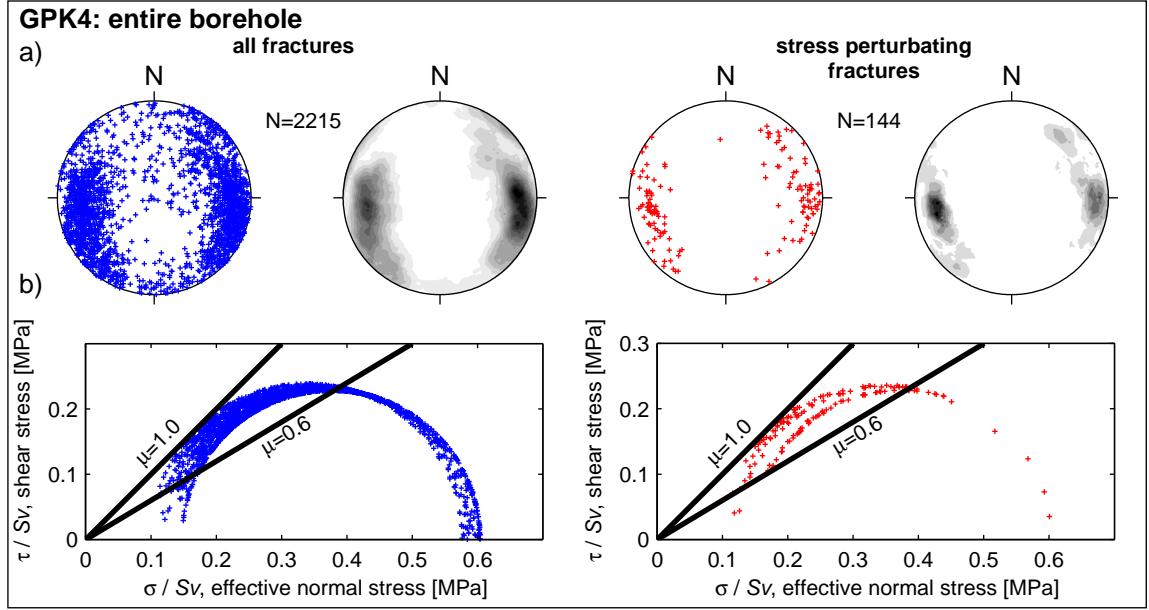 GPK4: entire borehole
a)
all fractures
stress perturbating
fractures
N
N
N
N
N=2215
N=144
b)
τ / Sv, shear stress [MPa]
0.2
0.1
0
μ=1.0
μ=0.6
0
0.1
0.2
0.3
0.4
0.5
0.6
σ / Sv, effective normal stress [MPa]
τ / Sv, shear stress [MPa]
0.3
0.2
0.1
0
μ=1.0
μ=0.6
0
0.1
0.2
0.3
0.4
0.5
0.6
σ / Sv, effective normal stress [MPa]